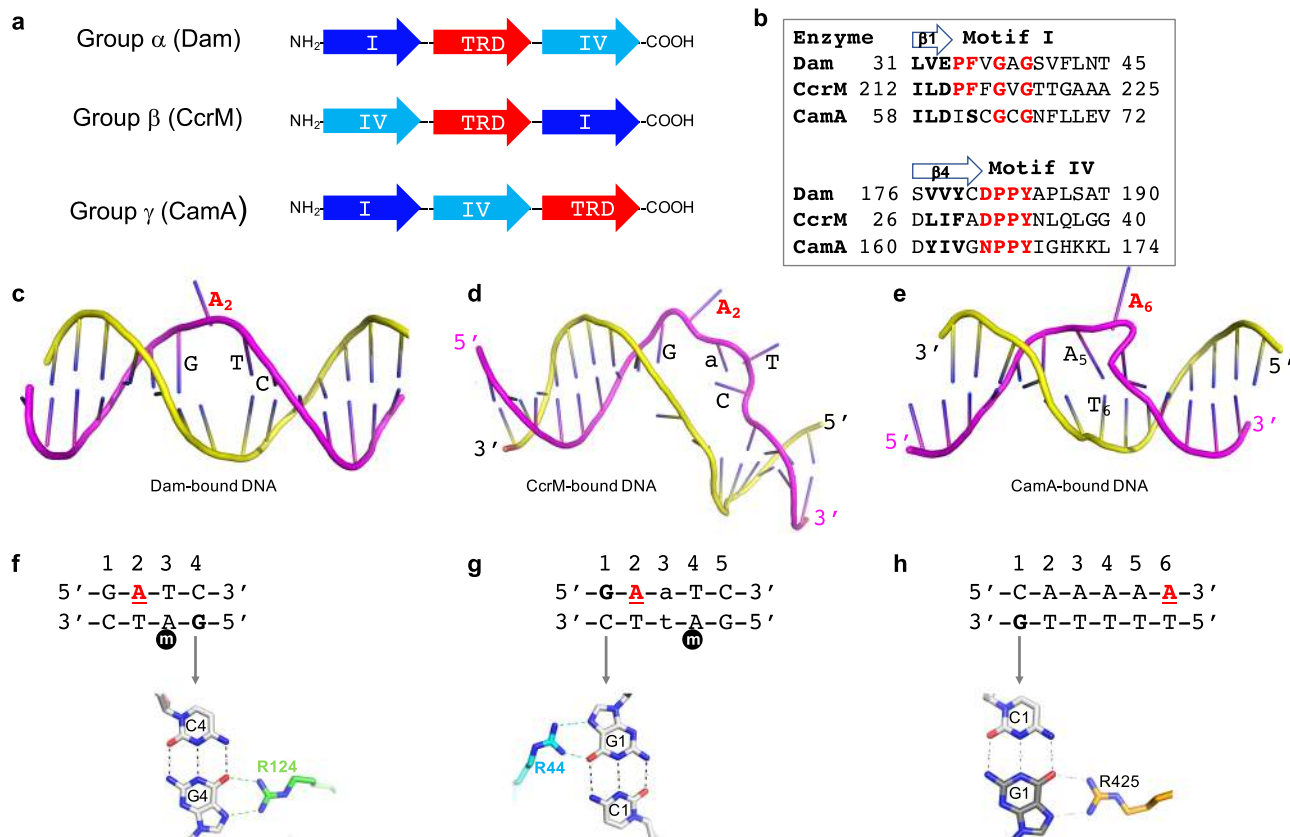 a
Group α (Dam) NH₂- I TRD IV -COOH
Group β (CcrM) NH₂- IV TRD I -COOH
Group γ (CamA) NH₂- I IV TRD -COOH
b
Enzyme β1 Motif I
Dam 31 LVEPFVGAGSVFLNT 45
CcrM 212 ILDPFFGVGTTGAAA 225
CamA 58 ILDISCGCGNFLLEV 72
β4 Motif IV
Dam 176 SVVYCDPPYAPLSAT 190
CcrM 26 DLIFADPPYNLQLGG 40
CamA 160 DYIVGNPPYIGHKKL 174
c
A₂
G T C
Dam-bound DNA
d
5′
A₂
G a T
C
5′
3′
3′
CcrM-bound DNA
e
A₆
3′
A₅
5′
T₆
5′
3′
CamA-bound DNA
f
1 2 3 4
5′-G-A-T-C-3′
3′-C-T-A-G-5′
m
C4
R124
G4
g
1 2 3 4 5
5′-G-A-a-T-C-3′
3′-C-T-t-A-G-5′
m
G1
R44
C1
h
1 2 3 4 5 6
5′-C-A-A-A-A-A-3′
3′-G-T-T-T-T-T-5′
C1
R425
G1